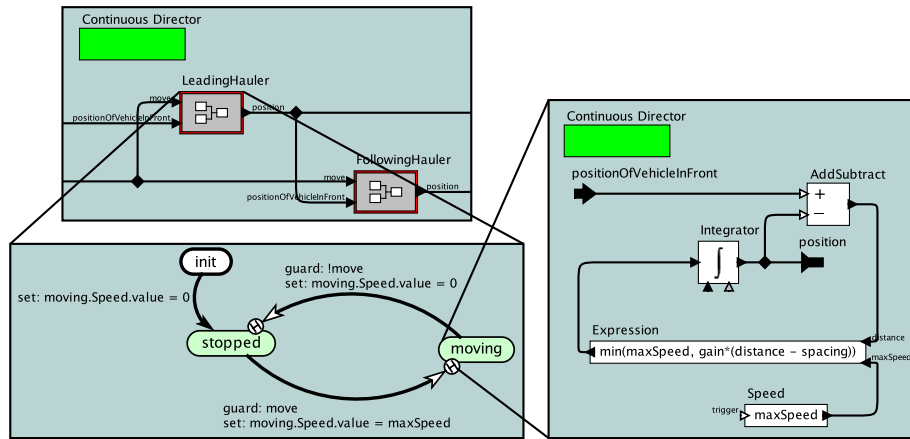 Continuous Director
LeadingHauler
move
position
positionOfVehicleInFront
FollowingHauler
move
position
positionOfVehicleInFront
init
guard: !move
set: moving.Speed.value = 0
set: moving.Speed.value = 0
stopped
moving
guard: move
set: moving.Speed.value = maxSpeed
Continuous Director
positionOfVehicleInFront
AddSubtract
+
−
Integrator
position
∫
Expression
distance
min(maxSpeed, gain*(distance − spacing))
maxSpeed
Speed
trigger
maxSpeed
H
H